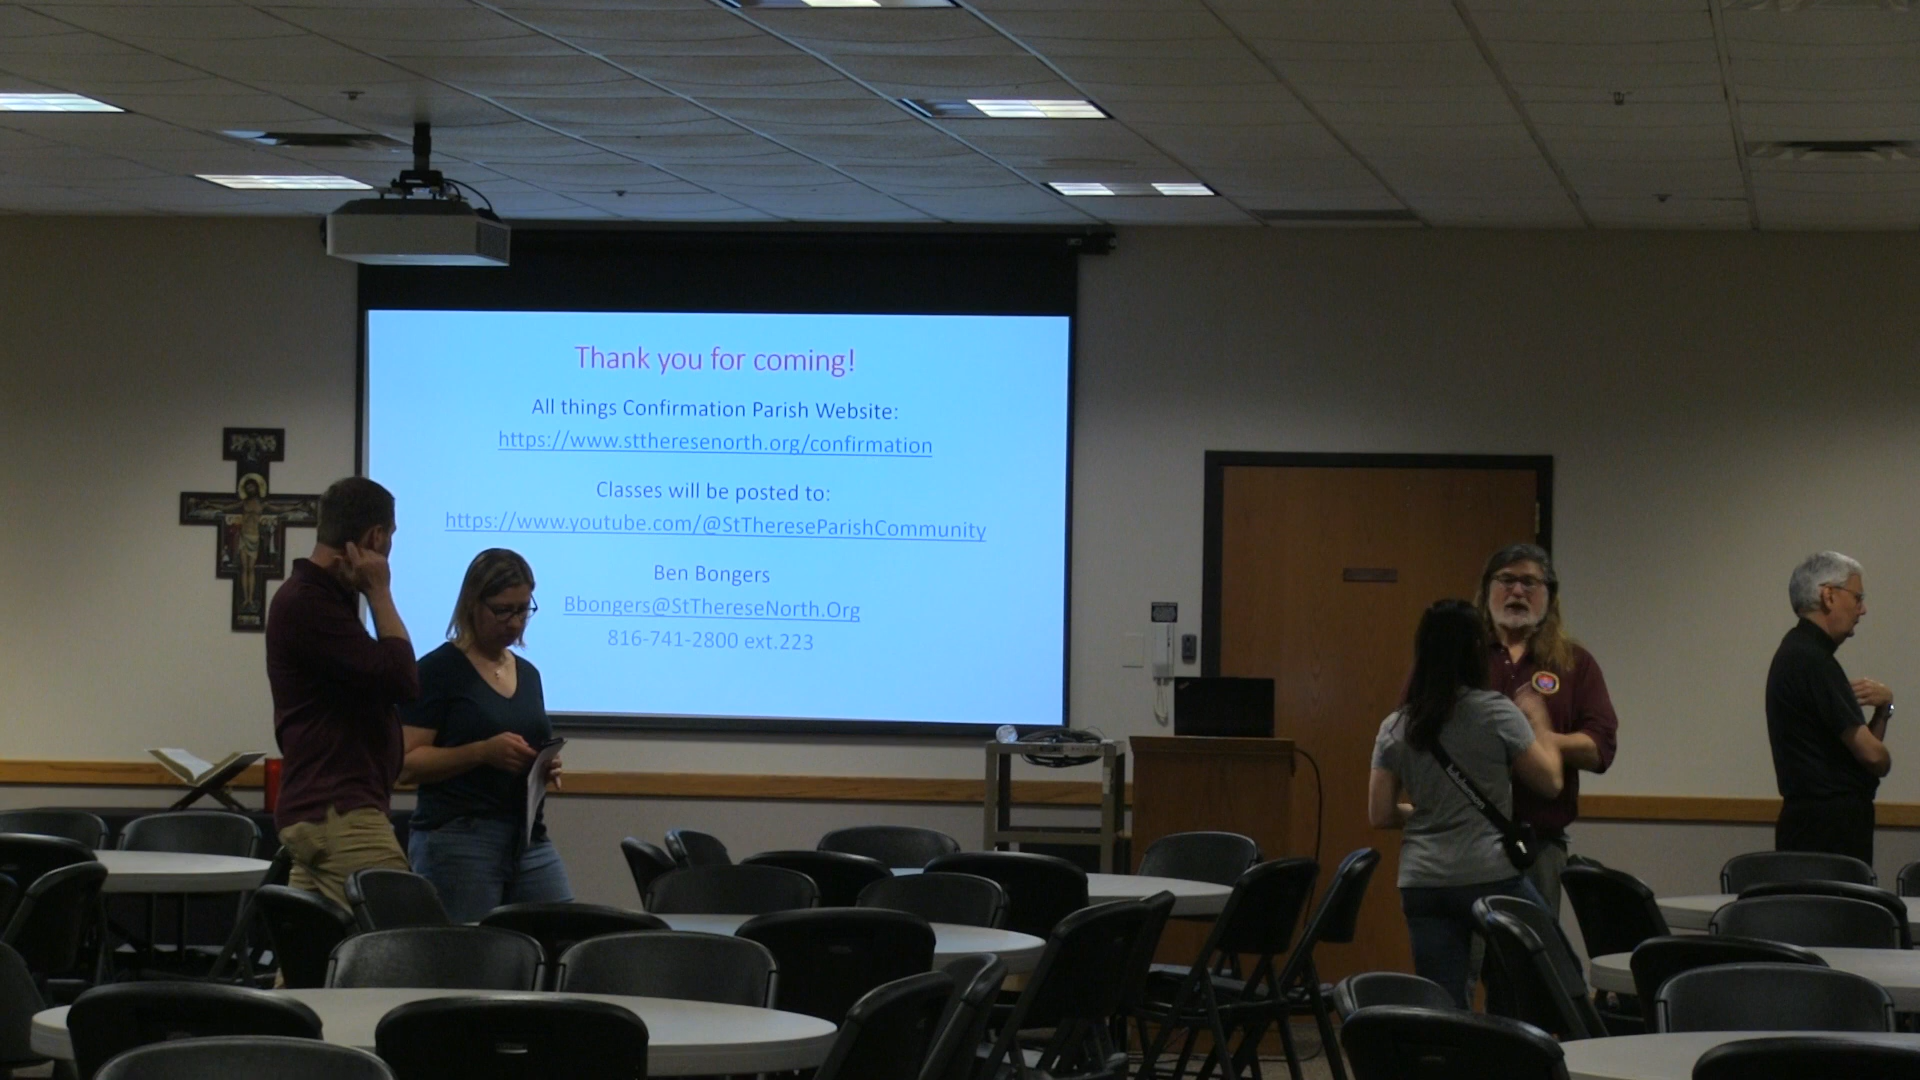 Thank you for coming!
All things Confirmation Parish Website:
https://www.sttheresenorth.org/confirmation
Classes will be posted to:
https://www.youtube.com/@StThereseParishCommunity
Ben Bongers
Bbongers@StThereseNorth.Org
816-741-2800 ext.223
lululemon